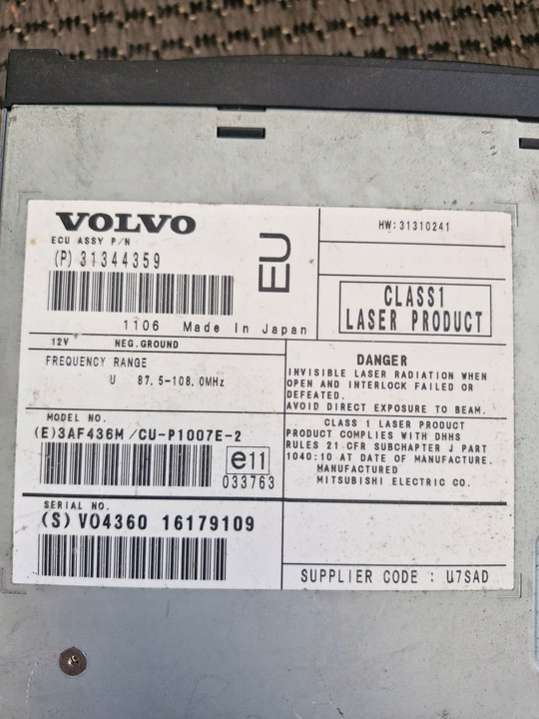 VOLVO
ECU ASSY P/N
(P) 31344359
1106 Made In Japan
EU
HW:31310241
CLASS1
LASER PRODUCT
12V NEG.GROUND
FREQUENCY RANGE
U 87.5-108.0MHz
DANGER
INVISIBLE LASER RADIATION WHEN
OPEN AND INTERLOCK FAILED OR
DEFEATED.
AVOID DIRECT EXPOSURE TO BEAM.
CLASS 1 LASER PRODUCT
PRODUCT COMPLIES WITH DHHS
RULES 21 CFR SUBCHAPTER J PART
1040:10 AT DATE OF MANUFACTURE.
MANUFACTURED
MITSUBISHI ELECTRIC CO.
MODEL NO.
(E)3AF436M/CU-P1007E-2
e11
033763
SERIAL NO.
(S) VO4360 16179109
SUPPLIER CODE : U7SAD